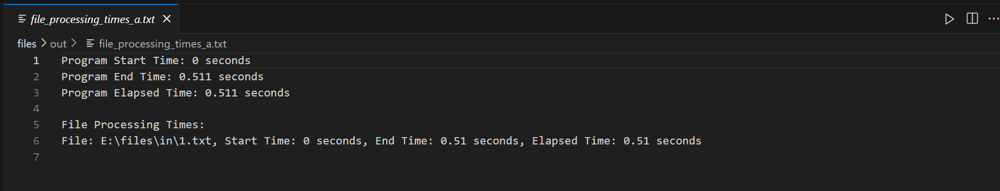 file_processing_times_a.txt
files > out > file_processing_times_a.txt
1 Program Start Time: 0 seconds
2 Program End Time: 0.511 seconds
3 Program Elapsed Time: 0.511 seconds
4
5 File Processing Times:
6 File: E:\files\in\1.txt, Start Time: 0 seconds, End Time: 0.51 seconds, Elapsed Time: 0.51 seconds
7